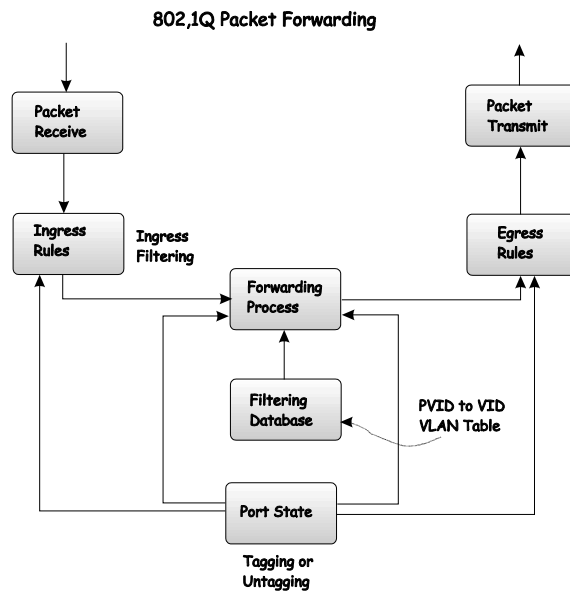 802,1Q Packet Forwarding
Packet
Receive
Packet
Transmit
Ingress
Rules
Ingress
Filtering
Egress
Rules
Forwarding
Process
Filtering
Database
PVID to VID
VLAN Table
Port State
Tagging or
Untagging